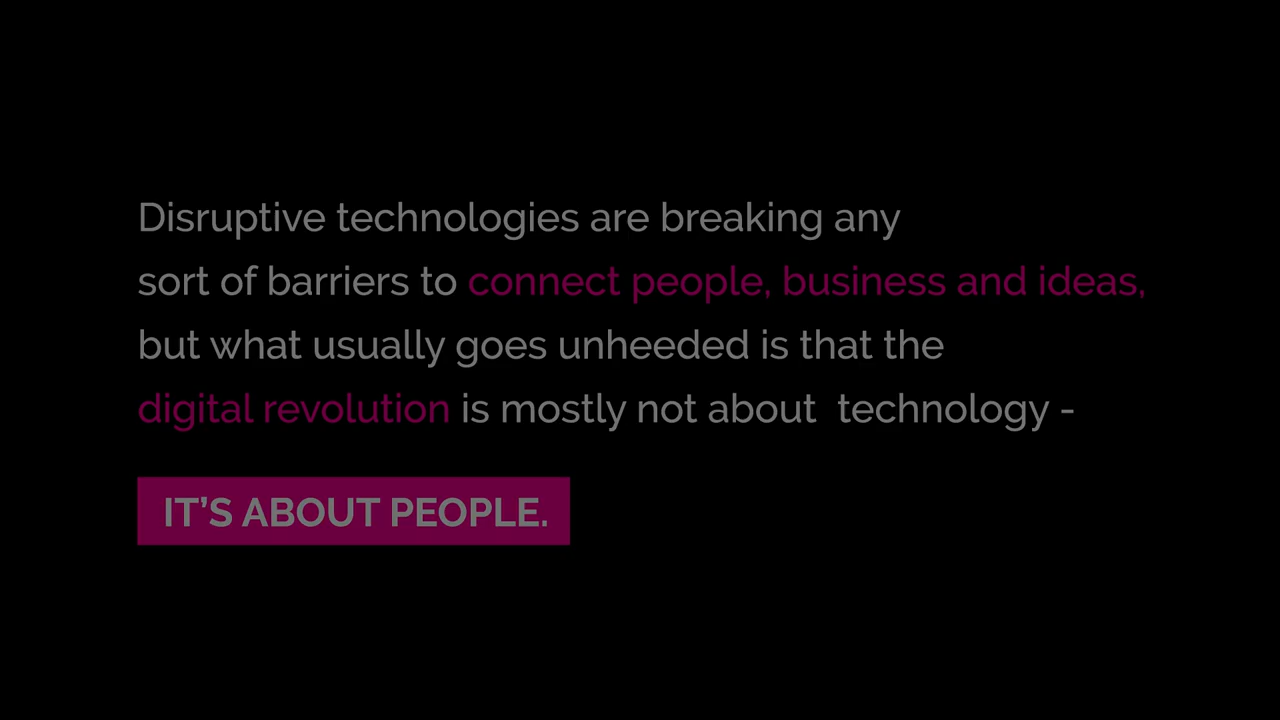 Disruptive technologies are breaking any
sort of barriers to connect people, business and ideas,
but what usually goes unheeded is that the
digital revolution is mostly not about  technology -
IT’S ABOUT PEOPLE.